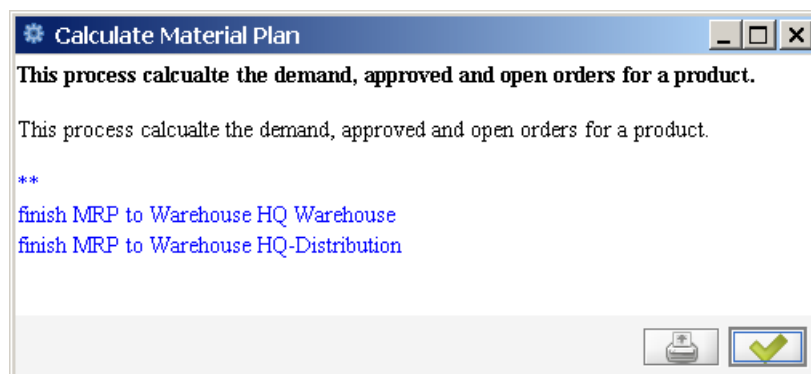 Calculate Material Plan
This process calcualte the demand, approved and open orders for a product.
This process calcualte the demand, approved and open orders for a product.
**
finish MRP to Warehouse HQ Warehouse
finish MRP to Warehouse HQ-Distribution